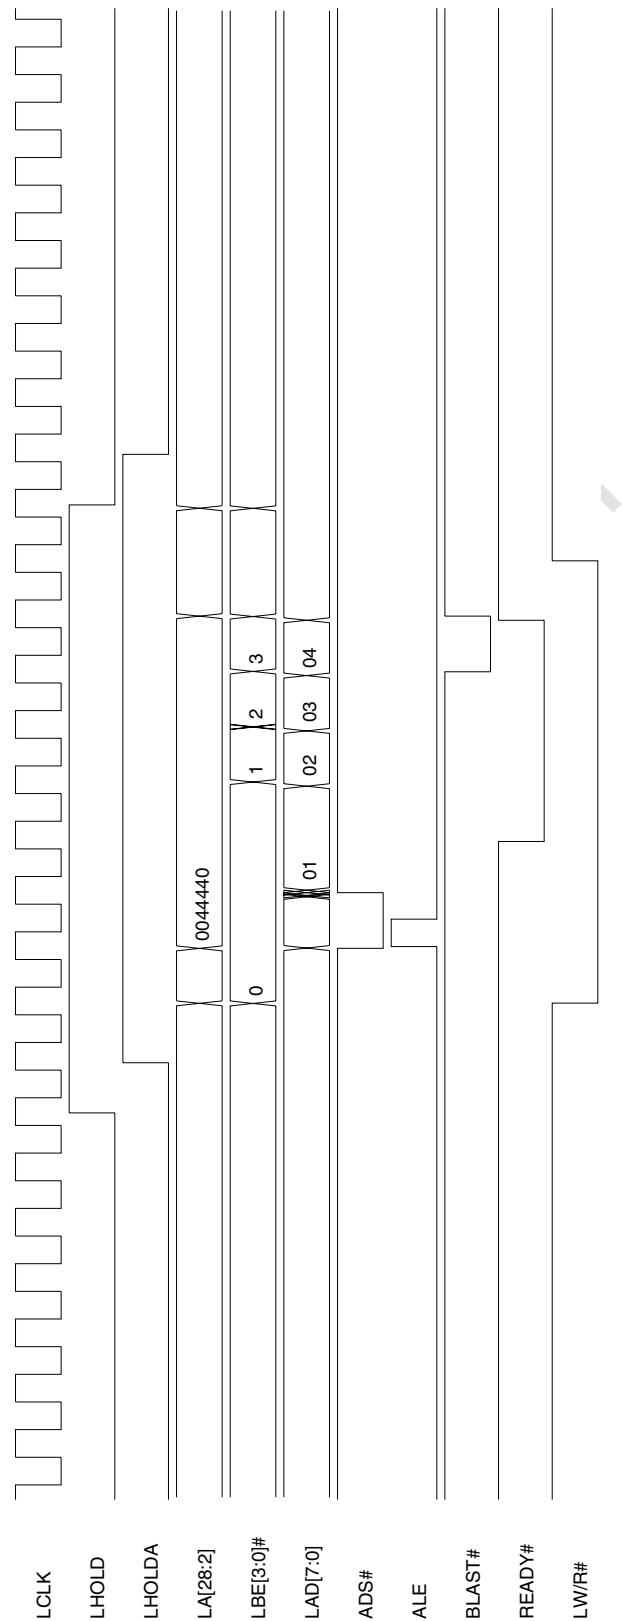 LCLK
LHOLD
LHOLDA
LA[28:2]
0044440
LBE[3:0]#
0 1 2 3
LAD[7:0]
01 02 03 04
ADS#
ALE
BLAST#
READY#
LW/R#